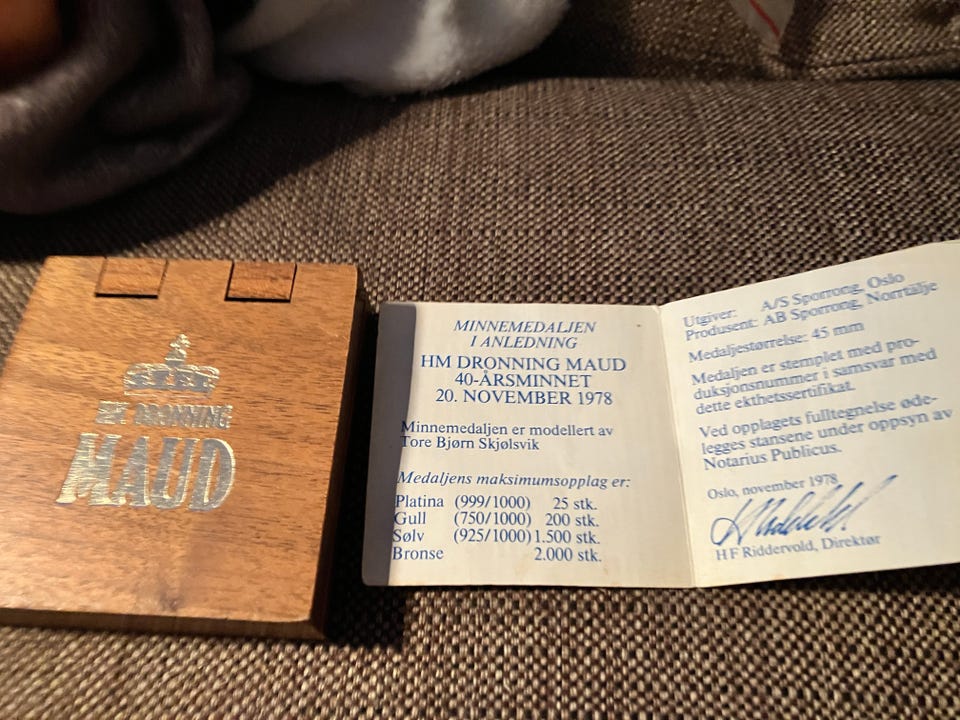 HM DRONNING
MAUD
MINNEMEDALJEN
I ANLEDNING
HM DRONNING MAUD
40-ÅRSMINNET
20. NOVEMBER 1978
Minnemedaljen er modellert av
Tore Bjørn Skjølsvik
Medaljens maksimumsopplag er:
Platina (999/1000) 25 stk.
Gull (750/1000) 200 stk.
Sølv (925/1000) 1.500 stk.
Bronse 2.000 stk.
Utgiver: A/S Sporrong, Oslo
Produsent: AB Sporrong, Norrtälje
Medaljestørrelse: 45 mm
Medaljen er stemplet med pro-
duksjonsnummer i samsvar med
dette ekthetssertifikat.
Ved opplagets fulltegnelse øde-
legges stansene under oppsyn av
Notarius Publicus.
Oslo, november 1978
H F Riddervold, Direktør